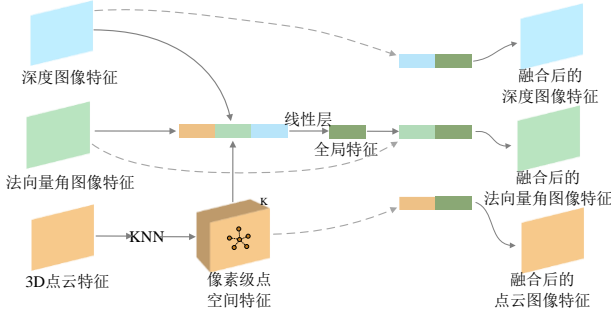 深度图像特征
融合后的
深度图像特征
线性层
全局特征
法向量角图像特征
融合后的
法向量角图像特征
K
KNN
3D点云特征
像素级点
空间特征
融合后的
点云图像特征